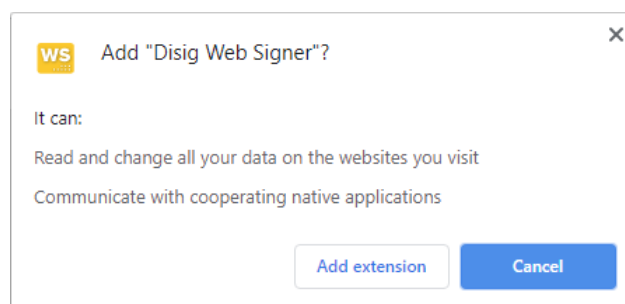 WS
Add "Disig Web Signer"?
It can:
Read and change all your data on the websites you visit
Communicate with cooperating native applications
Add extension
Cancel